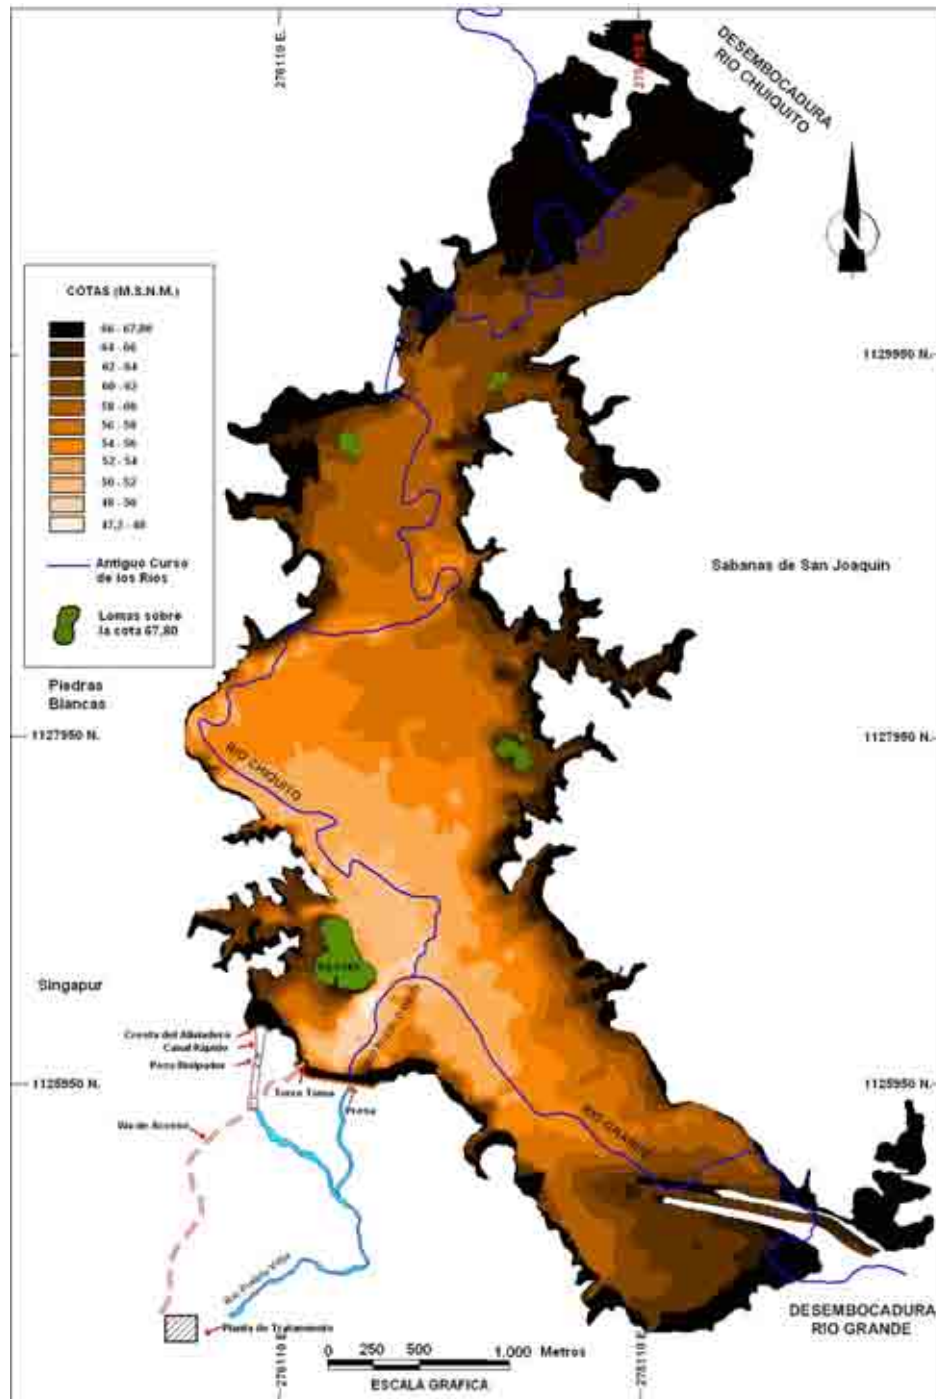 276110 E.
DESEMBOCADURA
RIO CHUIQUITO
COTAS (M.S.N.M.)
66 - 67,80
64 - 66
62 - 64
60 - 62
58 - 60
56 - 58
54 - 56
52 - 54
50 - 52
48 - 50
47,2 - 48
Antiguo Curso
de los Rios
Lomas sobre
la cota 67,80
1129950 N.
Sabanas de San Joaquin
Piedras
Blancas
1127950 N.
1127950 N.
RIO CHIQUITO
Singapur
Cresta del Aliviadero
Canal Rápido
Pozo Disipador
1125950 N.
Torre Toma
Presa
1125950 N.
Via de Acceso
RIO GRANDE
Planta de Tratamiento
DESEMBOCADURA
RIO GRANDE
276110 E.
278110 E
0 250 500 1,000 Metros
ESCALA GRAFICA